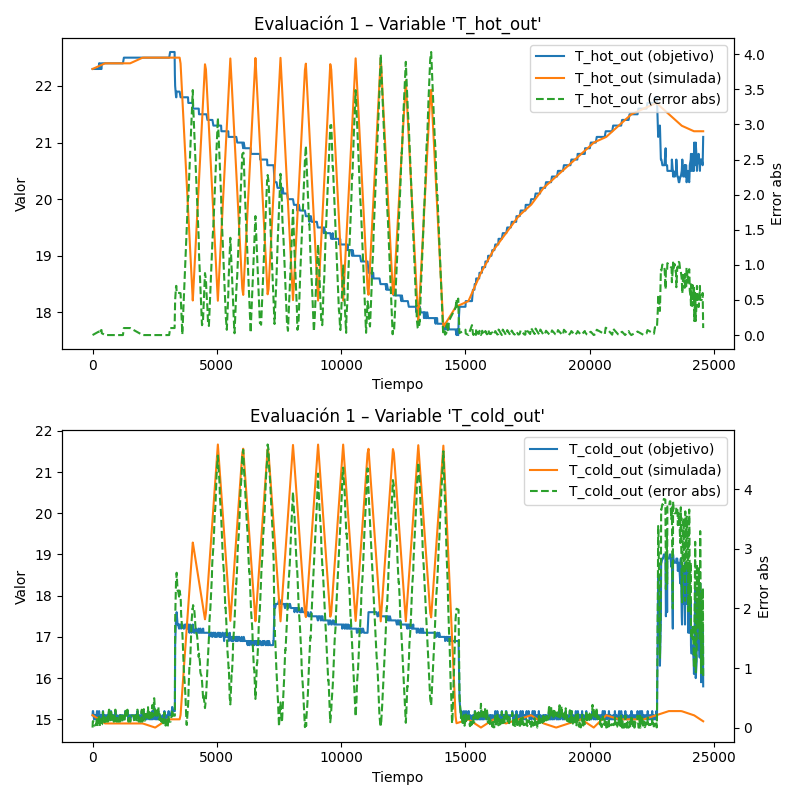 Evaluación 1 – Variable 'T_hot_out'
T_hot_out (objetivo)
T_hot_out (simulada)
T_hot_out (error abs)
Valor
22
21
20
19
18
4.0
3.5
3.0
2.5
2.0
1.5
1.0
0.5
0.0
Error abs
0 5000 10000 15000 20000 25000
Tiempo
Evaluación 1 – Variable 'T_cold_out'
T_cold_out (objetivo)
T_cold_out (simulada)
T_cold_out (error abs)
Valor
22
21
20
19
18
17
16
15
4
3
2
1
0
Error abs
0 5000 10000 15000 20000 25000
Tiempo